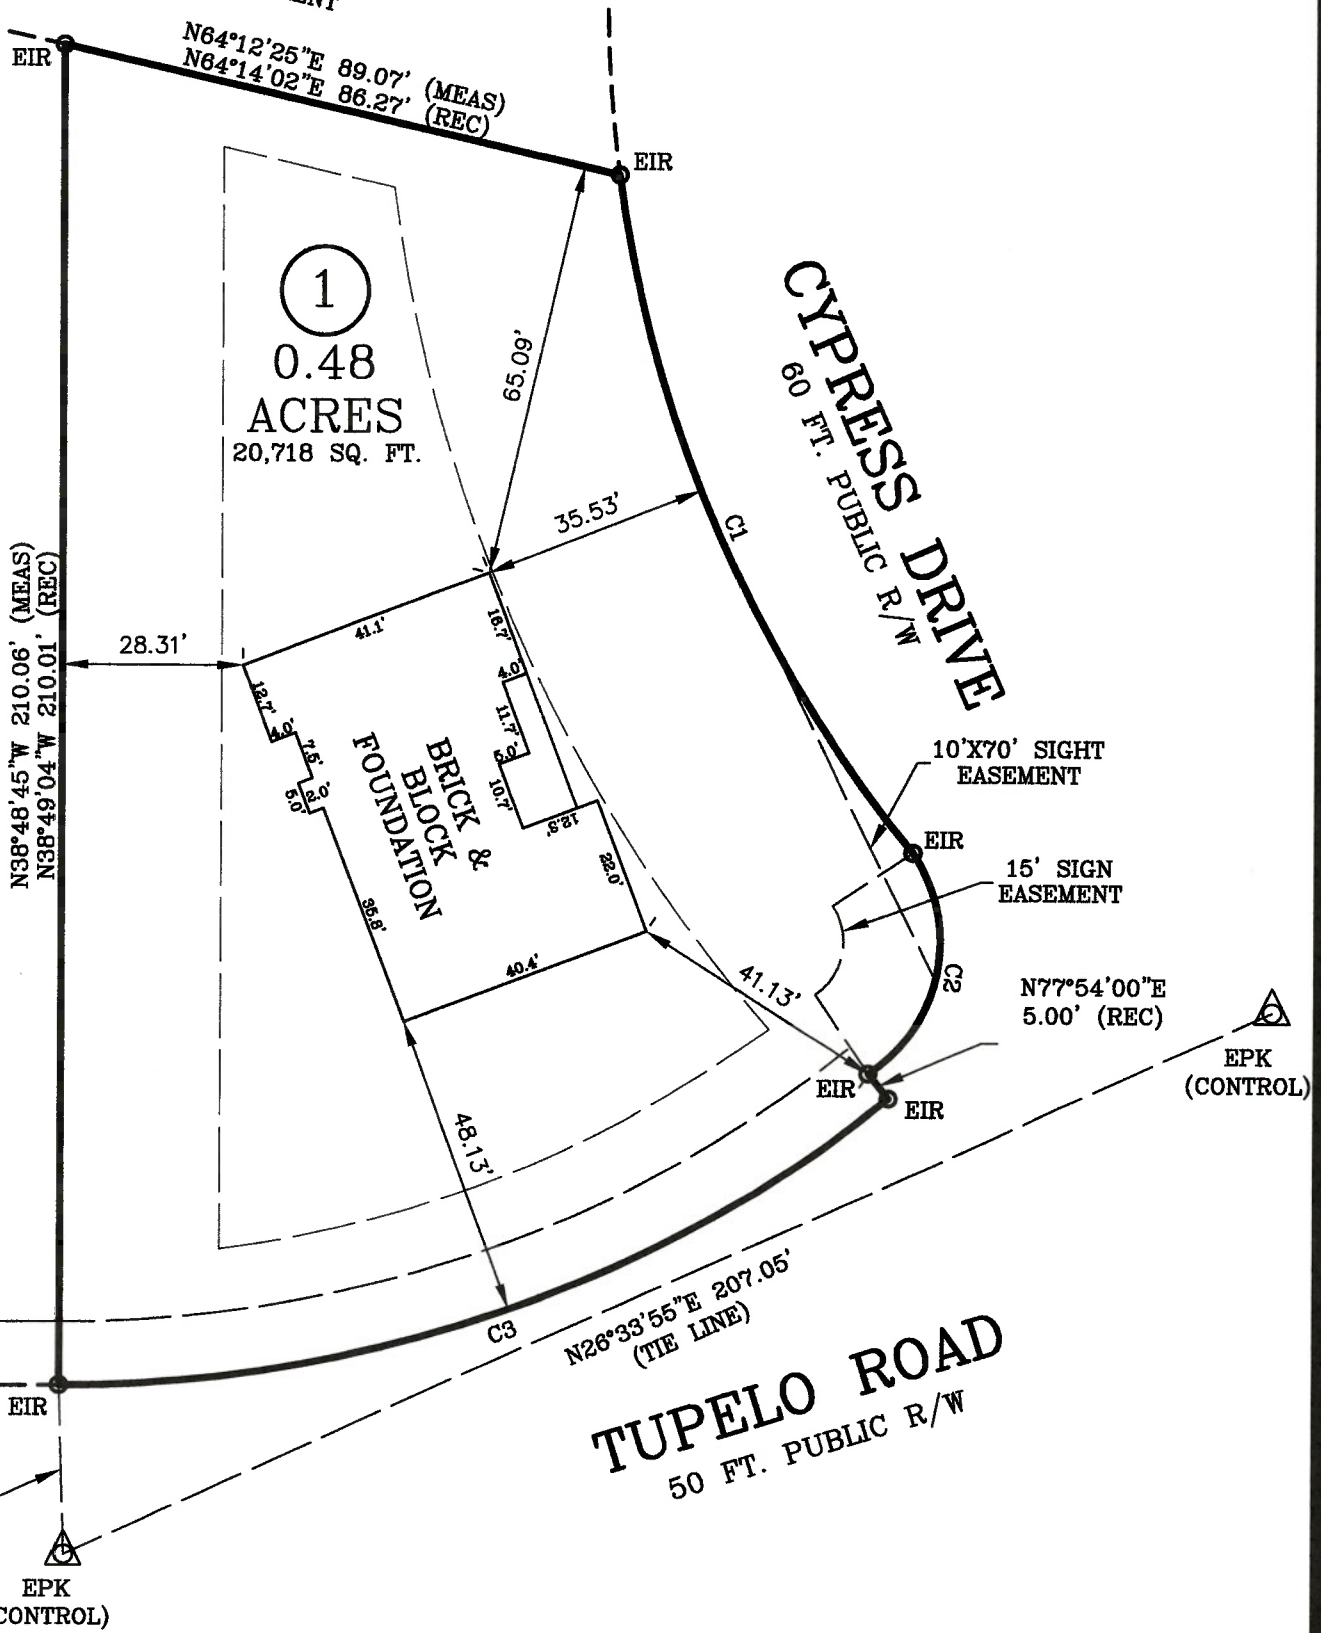 EIR
N64°12'25"E 89.07' (MEAS)
N64°14'02"E 86.27' (REC)
EIR
1
0.48
ACRES
20,718 SQ. FT.
65.09'
CYPRESS DRIVE
60 FT. PUBLIC R/W
35.53'
C1
N38°48'45"W 210.06' (MEAS)
N38°49'04"W 210.01' (REC)
28.31'
41.1'
16.7'
4.0'
11.7'
5.0'
10.7'
12.3'
22.0'
12.7'
4.0'
7.5'
2.0'
5.0'
35.8'
40.4'
BRICK &
BLOCK
FOUNDATION
10'X70' SIGHT
EASEMENT
EIR
15' SIGN
EASEMENT
C2
41.13'
N77°54'00"E
5.00' (REC)
EIR
EIR
EPK
(CONTROL)
48.13'
C3
N26°33'55"E 207.05'
(TIE LINE)
TUPELO ROAD
50 FT. PUBLIC R/W
EIR
EPK
CONTROL)